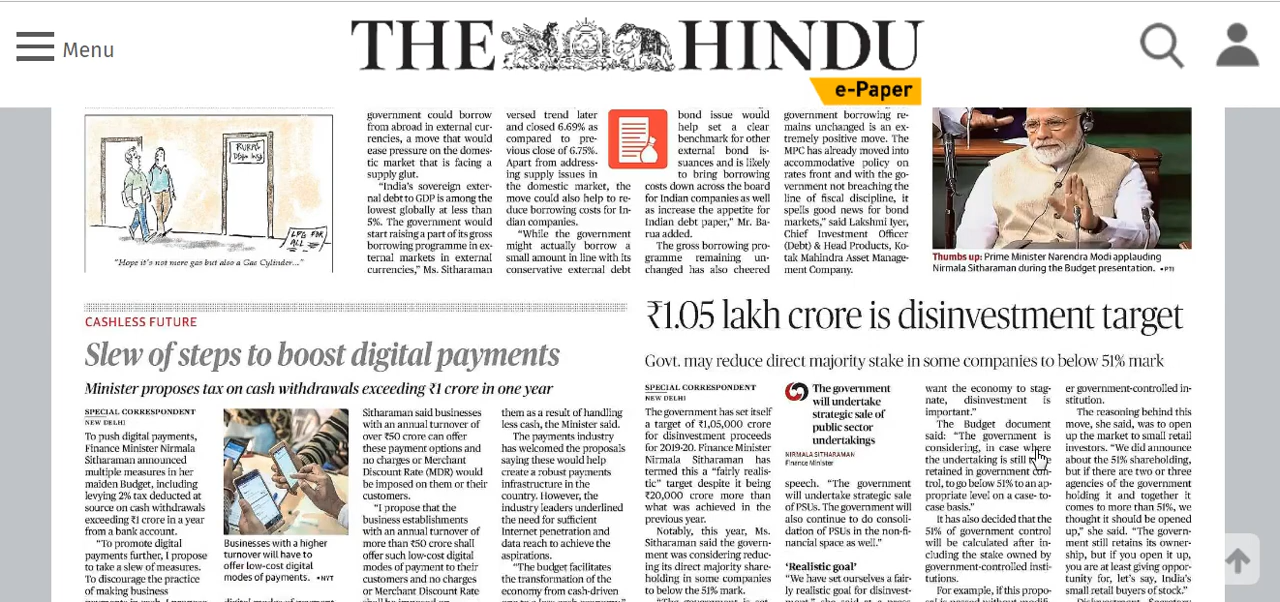 Menu
THE HINDU
e-Paper
RURAL
LPG FOR
ALL
"Hope it's not mere gas but also a Gas Cylinder..."
government could borrow
from abroad in external cur-
rencies, a move that would
ease pressure on the domes-
tic market that is facing a
supply glut.
"India's sovereign exter-
nal debt to GDP is among the
lowest globally at less than
5%. The government would
start raising a part of its gross
borrowing programme in ex-
ternal markets in external
currencies," Ms. Sitharaman
versed trend later
and closed 6.69% as
compared to pre-
vious close of 6.75%.
Apart from address-
ing supply issues in
the domestic market, the
move could also help to re-
duce borrowing costs for In-
dian companies.
"While the government
might actually borrow a
small amount in line with its
conservative external debt
bond issue would
help set a clear
benchmark for other
external bond is-
suances and is likely
to bring borrowing
costs down across the board
for Indian companies as well
as increase the appetite for
Indian debt paper," Mr. Ba-
rua added.
The gross borrowing pro-
gramme remaining un-
changed has also cheered
government borrowing re-
mains unchanged is an ex-
tremely positive move. The
MPC has already moved into
accommodative policy on
rates front and with the go-
vernment not breaching the
line of fiscal discipline, it
spells good news for bond
markets," said Lakshmi Iyer,
Chief Investment Officer
(Debt) & Head Products, Ko-
tak Mahindra Asset Manage-
ment Company.
Thumbs up: Prime Minister Narendra Modi applauding
Nirmala Sitharaman during the Budget presentation. • PTI
CASHLESS FUTURE
Slew of steps to boost digital payments
Minister proposes tax on cash withdrawals exceeding ₹1 crore in one year
SPECIAL CORRESPONDENT
NEW DELHI
To push digital payments,
Finance Minister Nirmala
Sitharaman announced
multiple measures in her
maiden Budget, including
levying 2% tax deducted at
source on cash withdrawals
exceeding ₹1 crore in a year
from a bank account.
"To promote digital
payments further, I propose
to take a slew of measures.
To discourage the practice
of making business
Businesses with a higher
turnover will have to
offer low-cost digital
modes of payments. • NYT
Sitharaman said businesses
with an annual turnover of
over ₹50 crore can offer
these payment options and
no charges or Merchant
Discount Rate (MDR) would
be imposed on them or their
customers.
"I propose that the
business establishments
with an annual turnover of
more than ₹50 crore shall
offer such low-cost digital
modes of payment to their
customers and no charges
or Merchant Discount Rate
them as a result of handling
less cash, the Minister said.
The payments industry
has welcomed the proposals
saying these would help
create a robust payments
infrastructure in the
country. However, the
industry leaders underlined
the need for sufficient
Internet penetration and
data reach to achieve the
aspirations.
"The budget facilitates
the transformation of the
economy from cash-driven
₹1.05 lakh crore is disinvestment target
Govt. may reduce direct majority stake in some companies to below 51% mark
SPECIAL CORRESPONDENT
NEW DELHI
The government has set itself
a target of ₹1,05,000 crore
for disinvestment proceeds
for 2019-20. Finance Minister
Nirmala Sitharaman has
termed this a "fairly realis-
tic" target despite it being
₹20,000 crore more than
what was achieved in the
previous year.
Notably, this year, Ms.
Sitharaman said the govern-
ment was considering reduc-
ing its direct majority share-
holding in some companies
to below the 51% mark.
The government
will undertake
strategic sale of
public sector
undertakings
NIRMALA SITHARAMAN
Finance Minister
speech. "The government
will undertake strategic sale
of PSUs. The government will
also continue to do consoli-
dation of PSUs in the non-fi-
nancial space as well."
'Realistic goal'
"We have set ourselves a fair-
ly realistic goal for disinvest-
want the economy to stag-
nate, disinvestment is
important."
The Budget document
said: "The government is
considering, in case where
the undertaking is still to be
retained in government con-
trol, to go below 51% to an ap-
propriate level on a case-to-
case basis."
It has also decided that the
51% of government control
will be calculated after in-
cluding the stake owned by
government-controlled insti-
tutions.
For example, if this propo-
er government-controlled in-
stitution.
The reasoning behind this
move, she said, was to open
up the market to small retail
investors. "We did announce
about the 51% shareholding,
but if there are two or three
agencies of the government
holding it and together it
comes to more than 51%, we
thought it should be opened
up," she said. "The govern-
ment still retains its owner-
ship, but if you open it up,
you are at least giving oppor-
tunity for, let's say, India's
small retail buyers of stock."